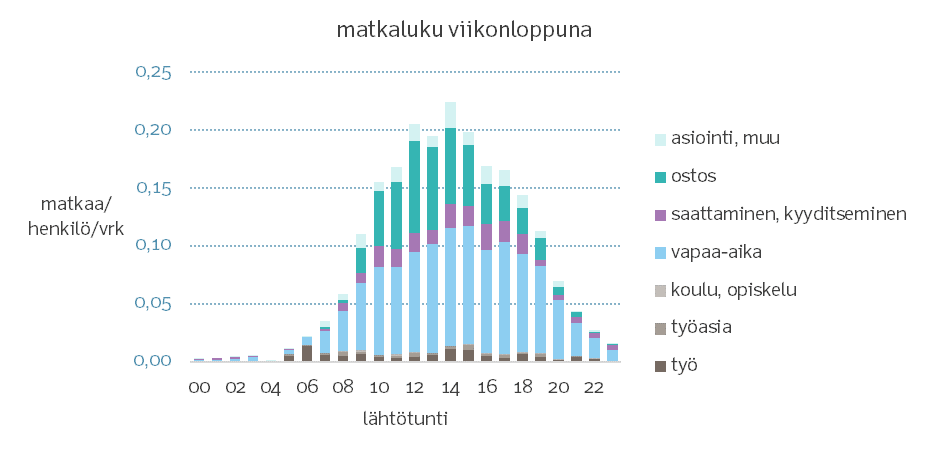 matkaluku viikonloppuna
0,25
0,20
0,15
0,10
0,05
0,00
matkaa/
henkilö/vrk
00 02 04 06 08 10 12 14 16 18 20 22
lähtötunti
asiointi, muu
ostos
saattaminen, kyyditseminen
vapaa-aika
koulu, opiskelu
työasia
työ